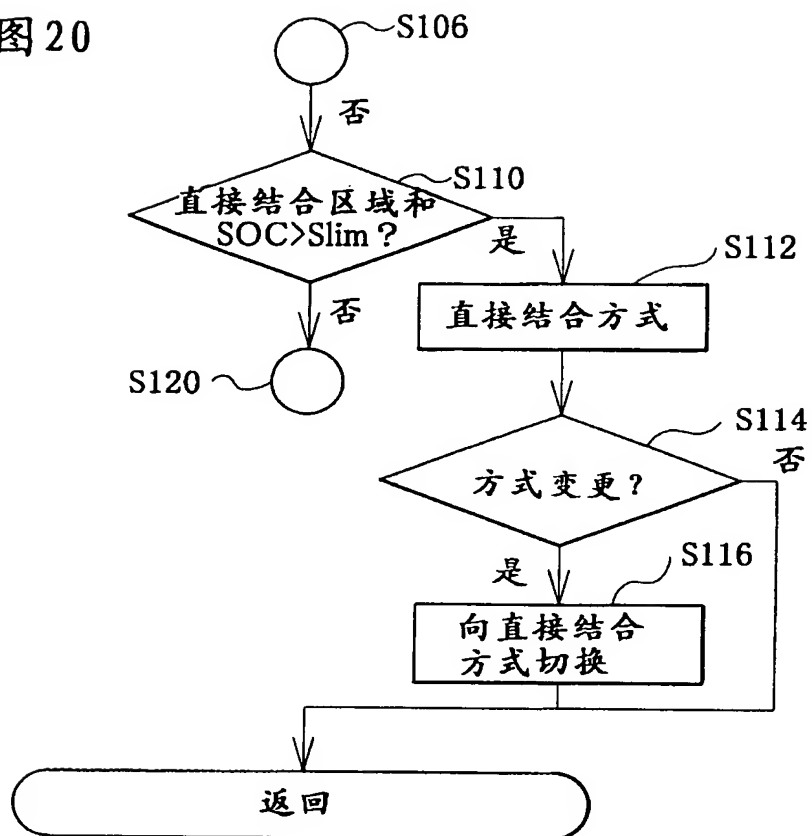 图20
S106
否
S110
直接结合区域和
SOC>Slim？
是
S112
直接结合方式
否
S120
S114
否
方式变更？
是
S116
向直接结合
方式切换
返回